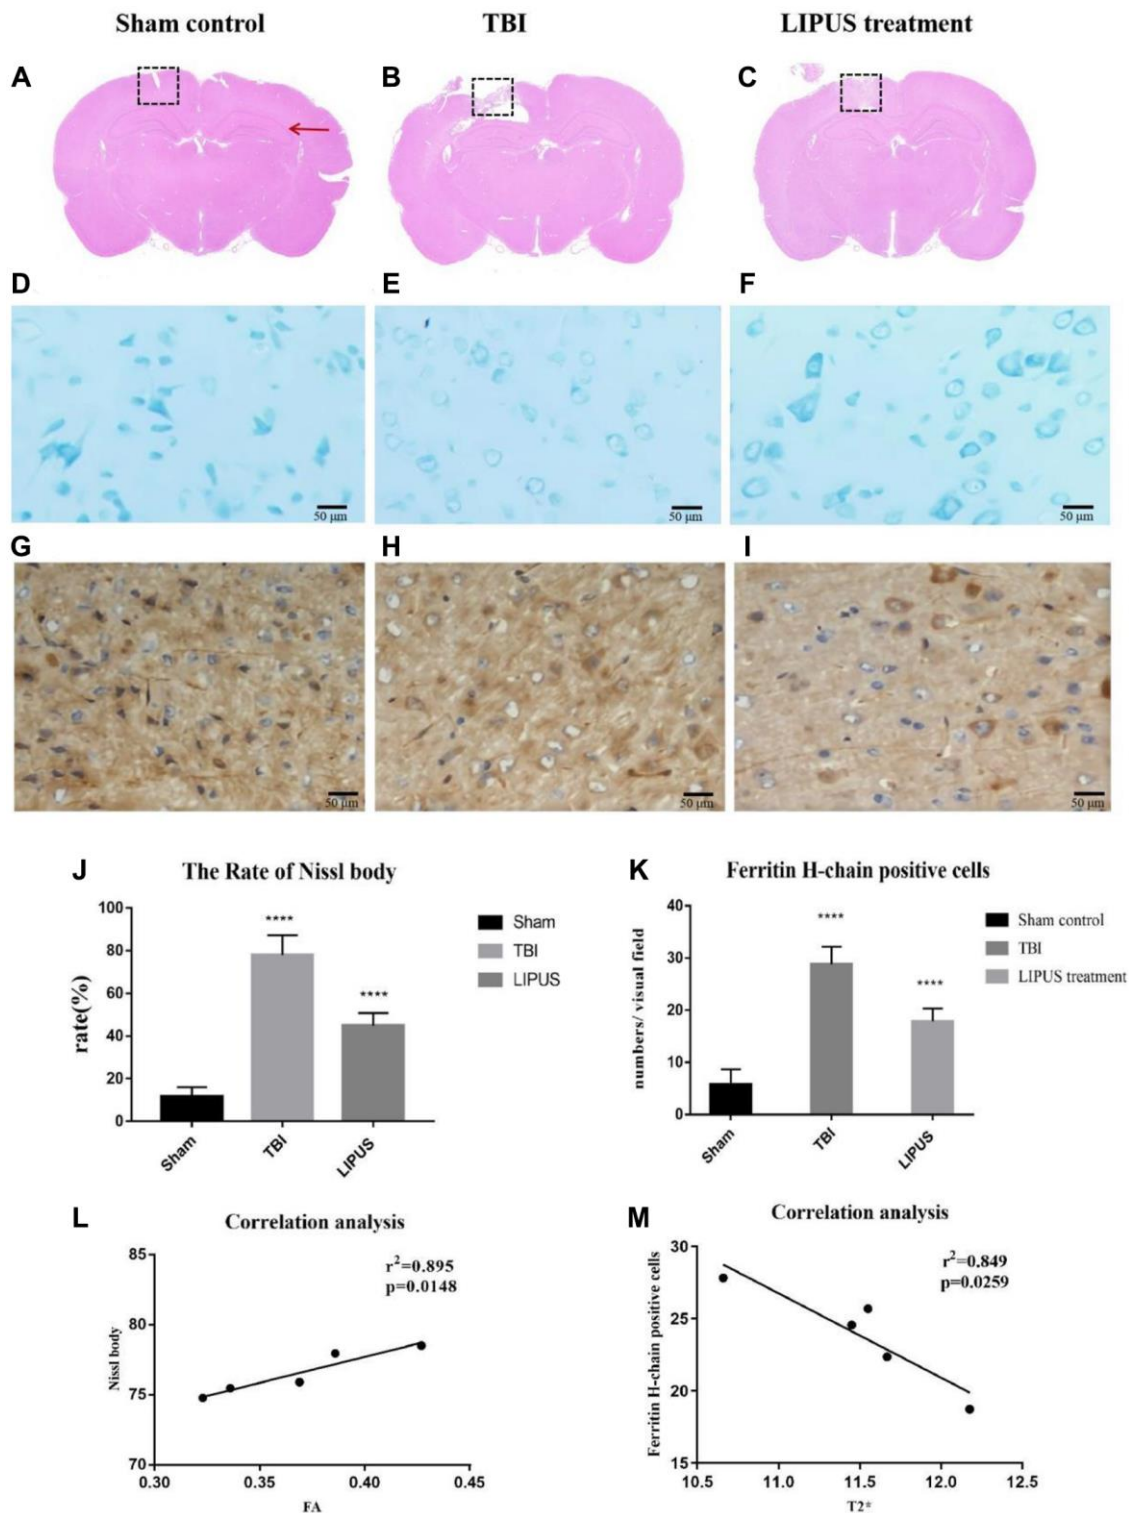 Sham control TBI LIPUS treatment
A B C
D E F
50 µm 50 µm 50 µm
G H I
50 µm 50 µm 50 µm
J The Rate of Nissl body
100
80
60
40
20
0
rate(%)
**** ****
Sham TBI LIPUS
Sham
TBI
LIPUS
K Ferritin H-chain positive cells
40
30
20
10
0
numbers/ visual field
**** ****
Sham TBI LIPUS
Sham control
TBI
LIPUS treatment
L Correlation analysis
r²=0.895
p=0.0148
85
80
75
70
Nissl body
0.30 0.35 0.40 0.45
FA
M Correlation analysis
r²=0.849
p=0.0259
30
25
20
15
Ferritin H-chain positive cells
10.5 11.0 11.5 12.0 12.5
T2*